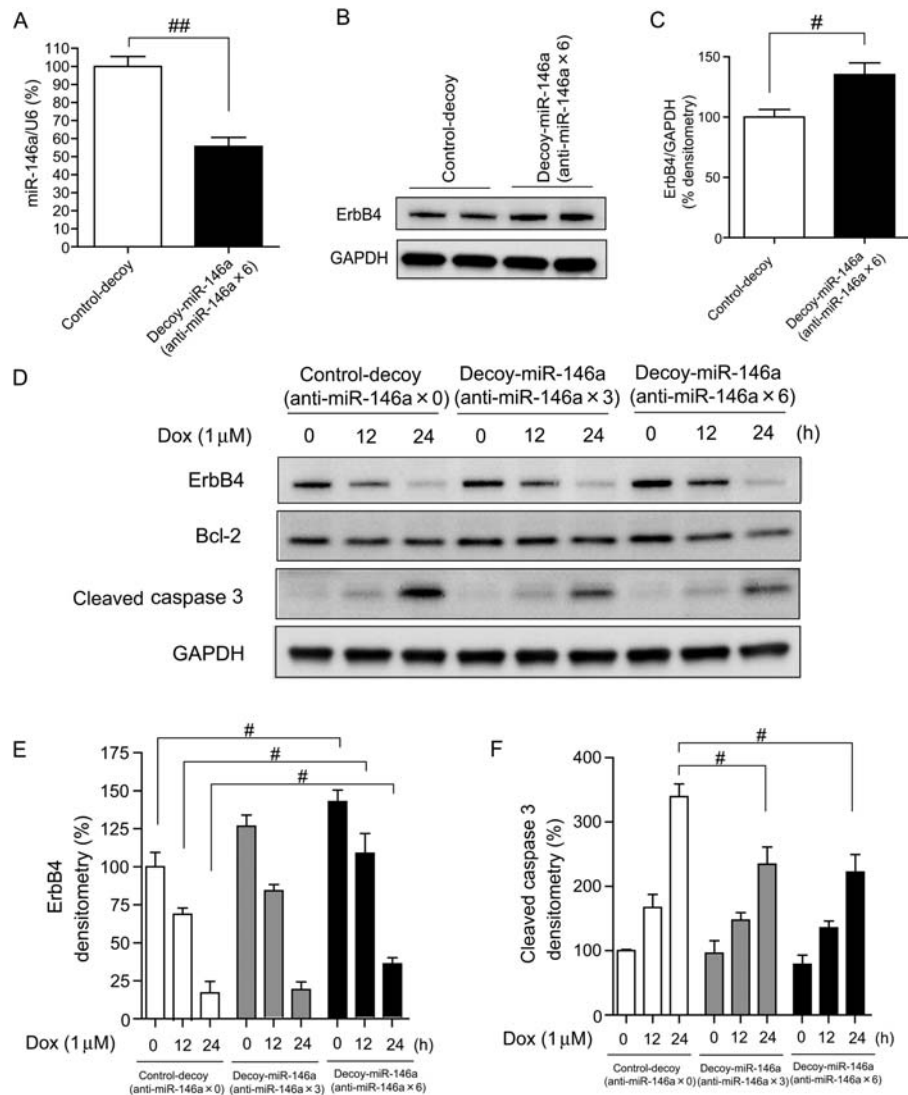 A
##
miR-146a/U6 (%)
110
100
90
80
70
60
50
40
30
20
10
0
Control-decoy
Decoy-miR-146a
(anti-miR-146a × 6)
B
Control-decoy
Decoy-miR-146a
(anti-miR-146a × 6)
ErbB4
GAPDH
C
#
ErbB4/GAPDH
(% densitometry)
150
100
50
0
Control-decoy
Decoy-miR-146a
(anti-miR-146a × 6)
D
Control-decoy Decoy-miR-146a Decoy-miR-146a
(anti-miR-146a × 0) (anti-miR-146a × 3) (anti-miR-146a × 6)
Dox (1 μM) 0 12 24 0 12 24 0 12 24 (h)
ErbB4
Bcl-2
Cleaved caspase 3
GAPDH
E
#
#
#
ErbB4
densitometry (%)
175
150
125
100
75
50
25
0
Dox (1 μM) 0 12 24 0 12 24 0 12 24 (h)
Control-decoy Decoy-miR-146a Decoy-miR-146a
(anti-miR-146a × 0) (anti-miR-146a × 3) (anti-miR-146a × 6)
F
#
#
Cleaved caspase 3
densitometry (%)
400
300
200
100
0
Dox (1 μM) 0 12 24 0 12 24 0 12 24 (h)
Control-decoy Decoy-miR-146a Decoy-miR-146a
(anti-miR-146a × 0) (anti-miR-146a × 3) (anti-miR-146a × 6)